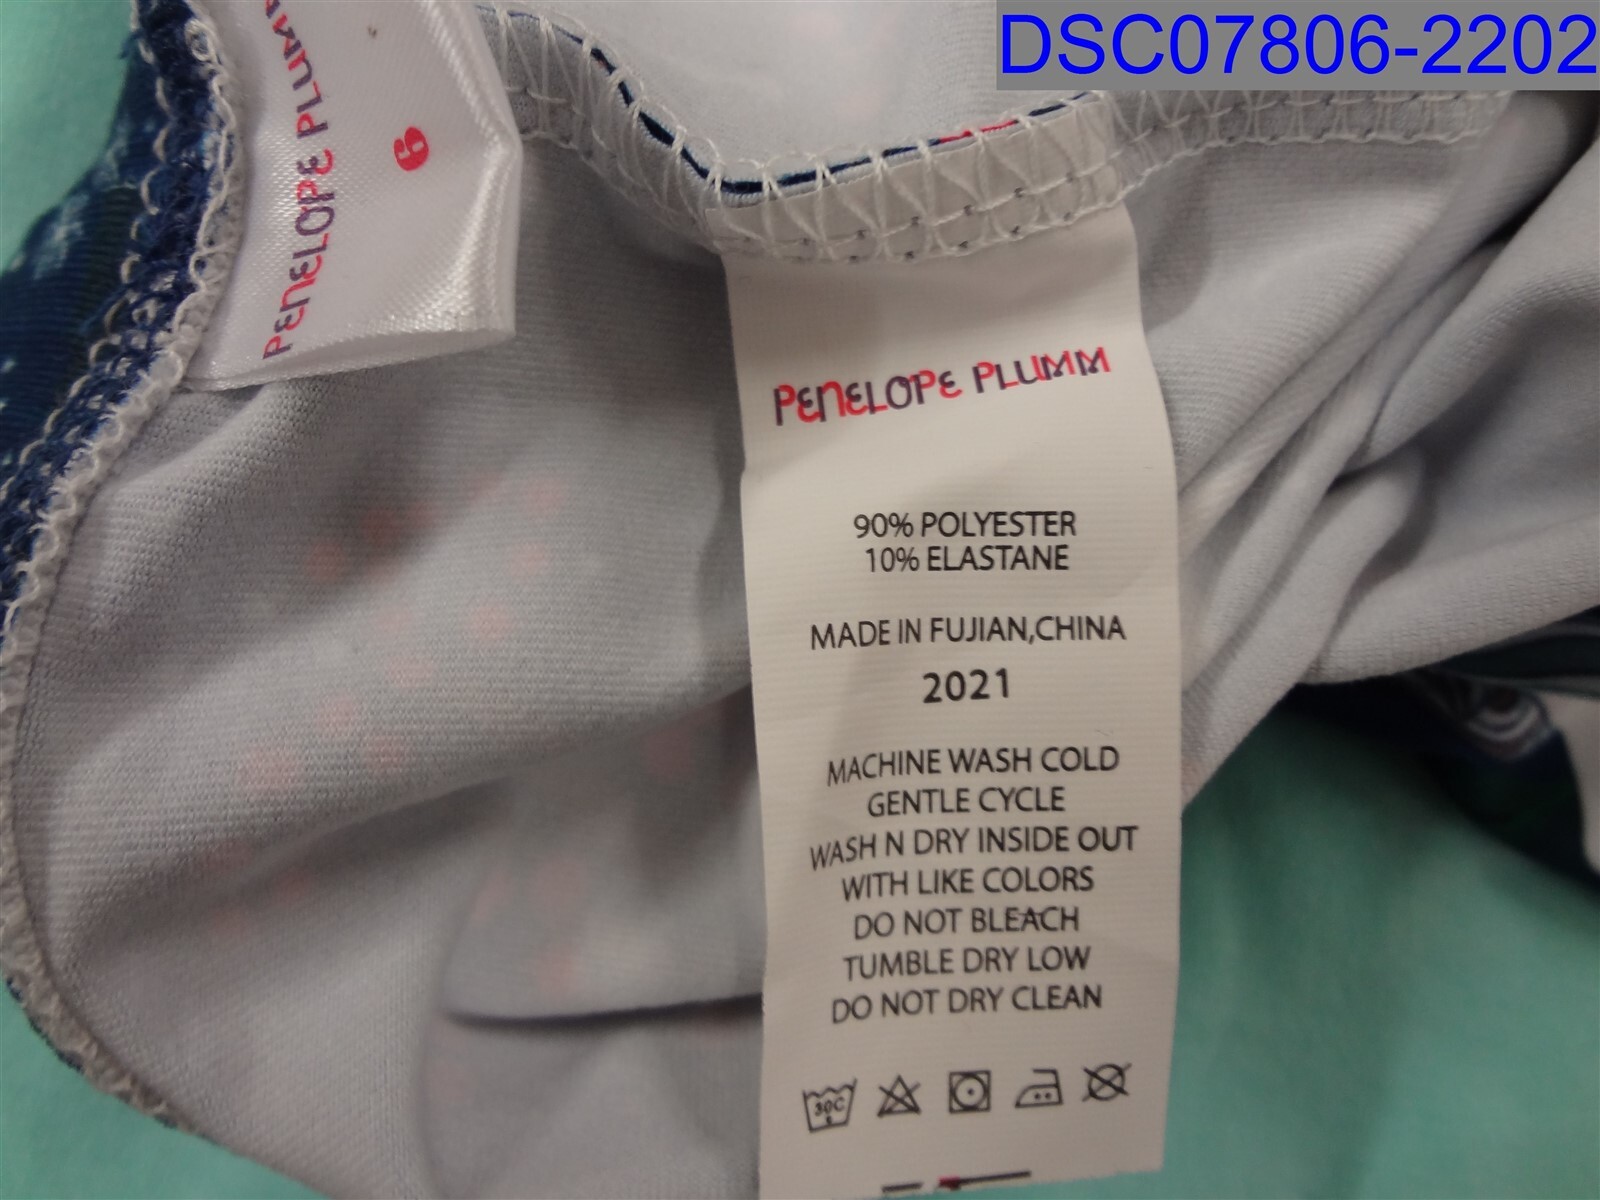 DSC07806-2202
PENELOPE PLUMM
6
PENELOPE PLUMM
90% POLYESTER
10% ELASTANE
MADE IN FUJIAN,CHINA
2021
MACHINE WASH COLD
GENTLE CYCLE
WASH N DRY INSIDE OUT
WITH LIKE COLORS
DO NOT BLEACH
TUMBLE DRY LOW
DO NOT DRY CLEAN
30C